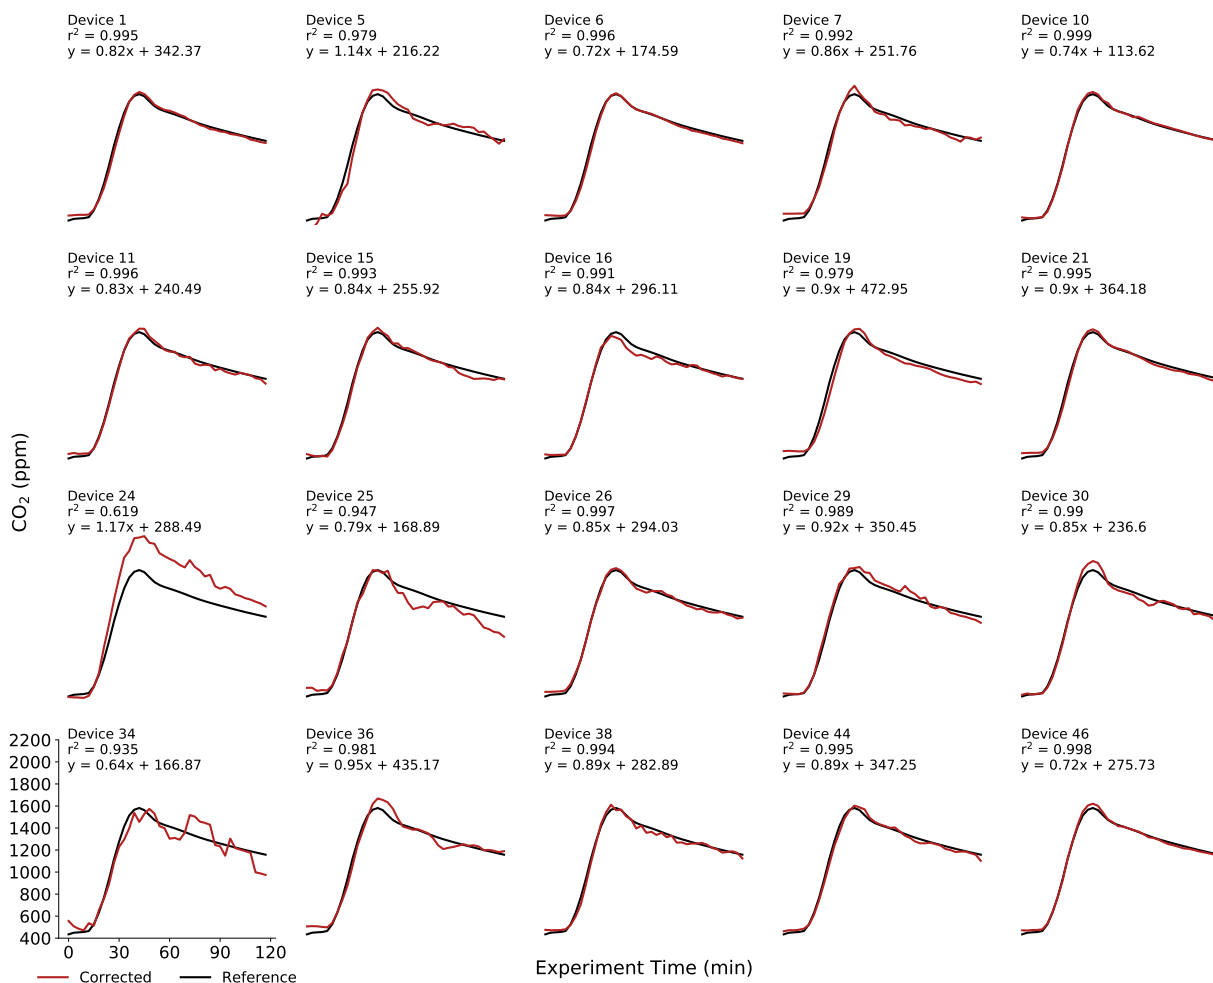 Device 1
r² = 0.995
y = 0.82x + 342.37
Device 5
r² = 0.979
y = 1.14x + 216.22
Device 6
r² = 0.996
y = 0.72x + 174.59
Device 7
r² = 0.992
y = 0.86x + 251.76
Device 10
r² = 0.999
y = 0.74x + 113.62
Device 11
r² = 0.996
y = 0.83x + 240.49
Device 15
r² = 0.993
y = 0.84x + 255.92
Device 16
r² = 0.991
y = 0.84x + 296.11
Device 19
r² = 0.979
y = 0.9x + 472.95
Device 21
r² = 0.995
y = 0.9x + 364.18
CO₂ (ppm)
Device 24
r² = 0.619
y = 1.17x + 288.49
Device 25
r² = 0.947
y = 0.79x + 168.89
Device 26
r² = 0.997
y = 0.85x + 294.03
Device 29
r² = 0.989
y = 0.92x + 350.45
Device 30
r² = 0.99
y = 0.85x + 236.6
Device 34
r² = 0.935
y = 0.64x + 166.87
Device 36
r² = 0.981
y = 0.95x + 435.17
Device 38
r² = 0.994
y = 0.89x + 282.89
Device 44
r² = 0.995
y = 0.89x + 347.25
Device 46
r² = 0.998
y = 0.72x + 275.73
2200
2000
1800
1600
1400
1200
1000
800
600
400
0 30 60 90 120
Experiment Time (min)
Corrected Reference